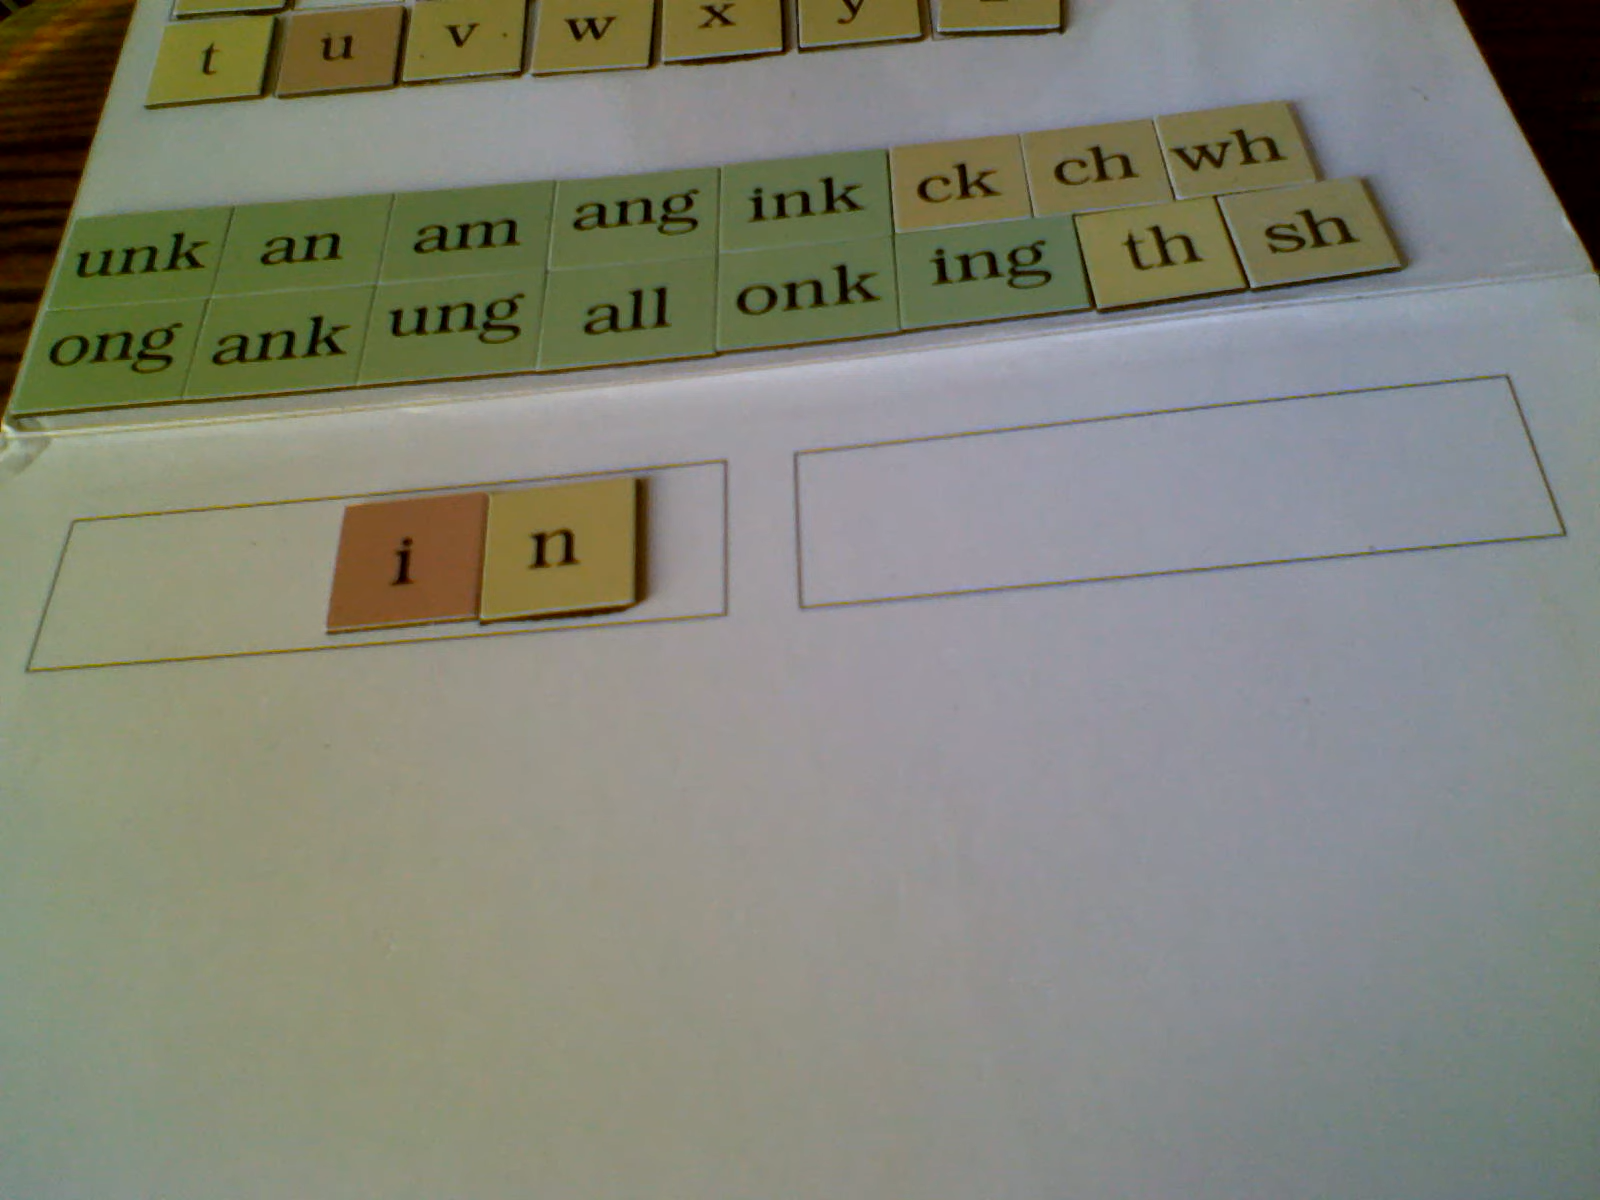 t u v w x y
unk an am ang ink ck ch wh
ong ank ung all onk ing th sh
i n